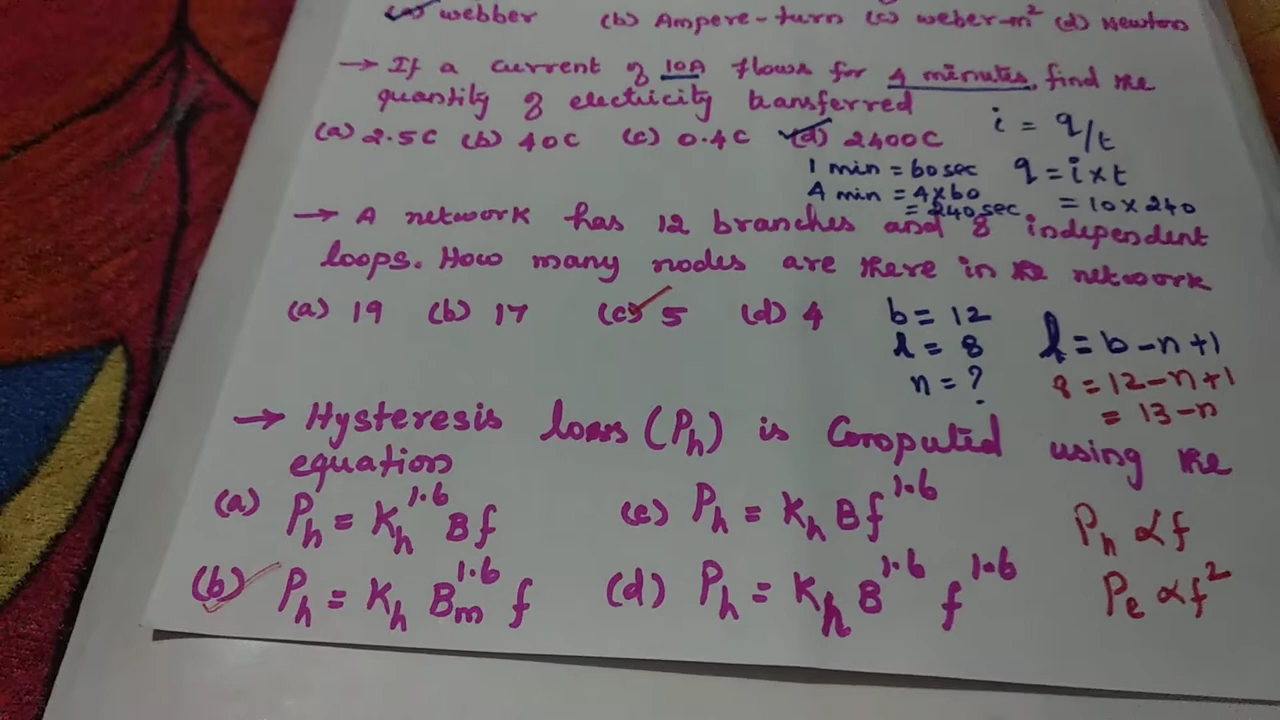 (a) webber (b) Ampere-turn (c) weber-m² (d) Newton
→ If a current of 10A flows for 4 minutes, find the
quantity of electricity transferred
(a) 2.5C (b) 40C (c) 0.4C (d) 2400C
i = q/t
1 min = 60 sec
4 min = 4x60
= 240 sec
q = i x t
= 10 x 240
→ A network has 12 branches and 8 independent
loops. How many nodes are there in the network
(a) 19 (b) 17 (c) 5 (d) 4
b = 12
l = 8
n = ?
l = b - n + 1
8 = 12 - n + 1
= 13 - n
→ Hysteresis loss (Pₕ) is Computed using the
equation
(a) Pₕ = Kₕ^1.6 B f
(c) Pₕ = Kₕ B f^1.6
(b) Pₕ = Kₕ Bₘ^1.6 f
(d) Pₕ = Kₕ B^1.6 f^1.6
Pₕ ∝ f
Pₑ ∝ f²